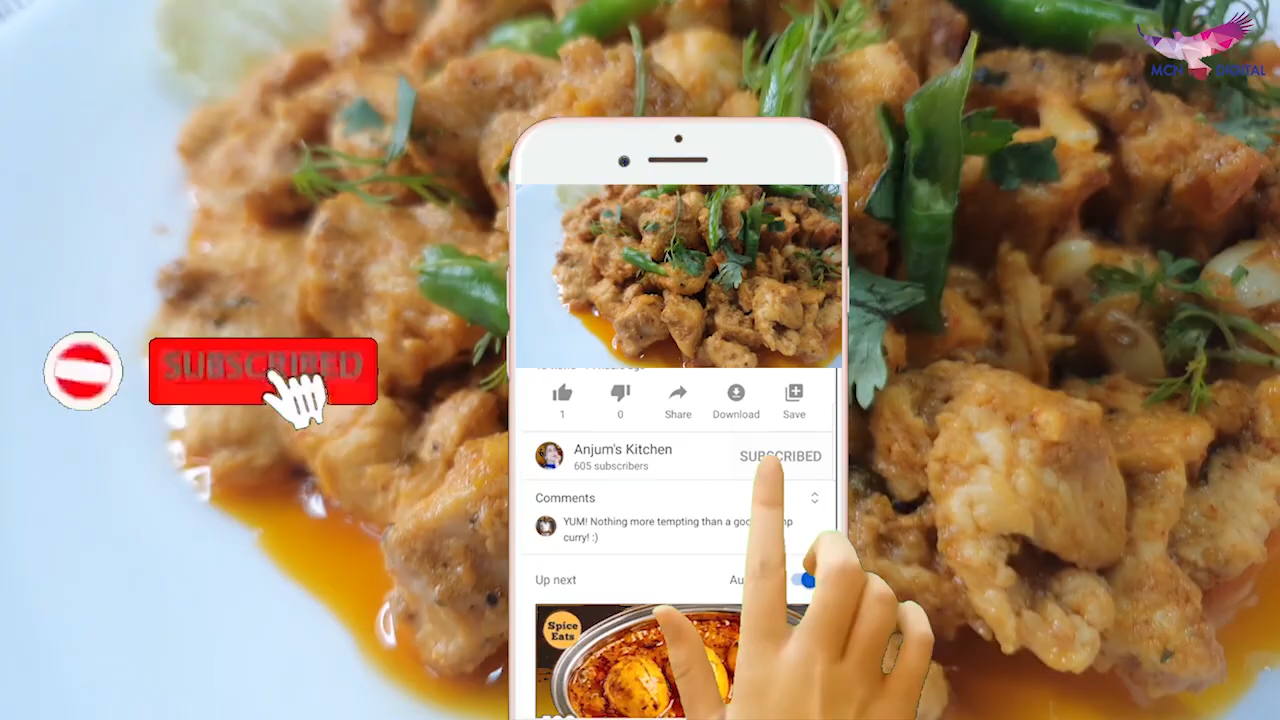 MCN DIGITAL
SUBSCRIBED
1
0
Share
Download
Save
Anjum's Kitchen
SUBSCRIBED
605 subscribers
Comments
YUM! Nothing more tempting than a
curry! :)
Up next
Spice
Eats